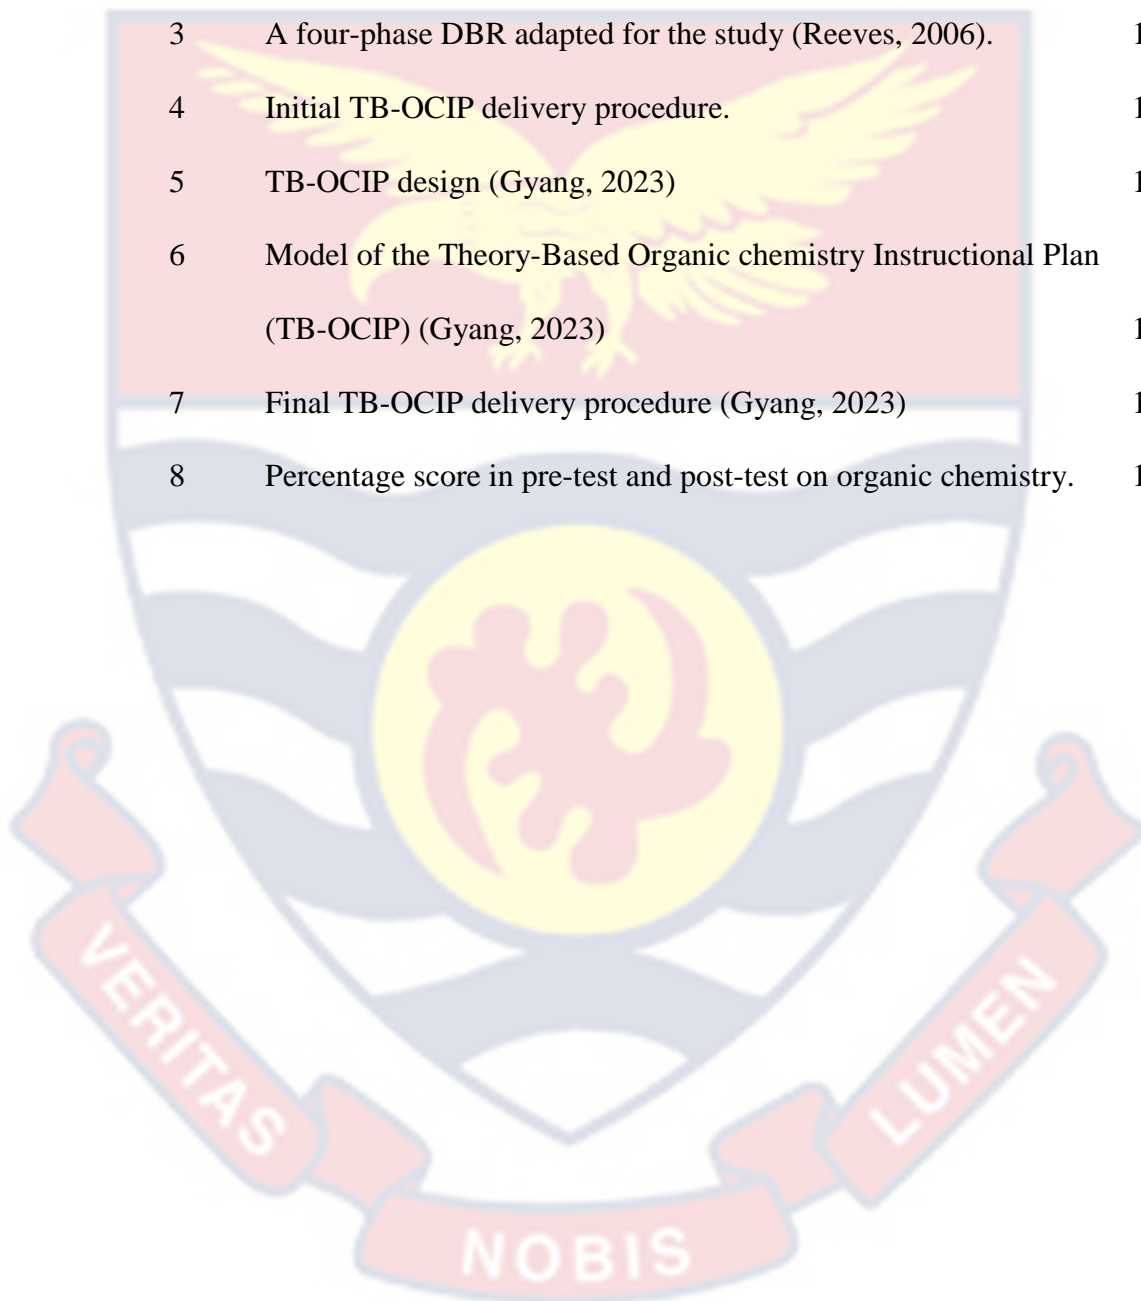 3 A four-phase DBR adapted for the study (Reeves, 2006). 1
4 Initial TB-OCIP delivery procedure. 1
5 TB-OCIP design (Gyang, 2023) 1
6 Model of the Theory-Based Organic chemistry Instructional Plan
(TB-OCIP) (Gyang, 2023) 1
7 Final TB-OCIP delivery procedure (Gyang, 2023) 1
8 Percentage score in pre-test and post-test on organic chemistry. 1
VERITAS
NOBIS
LUMEN